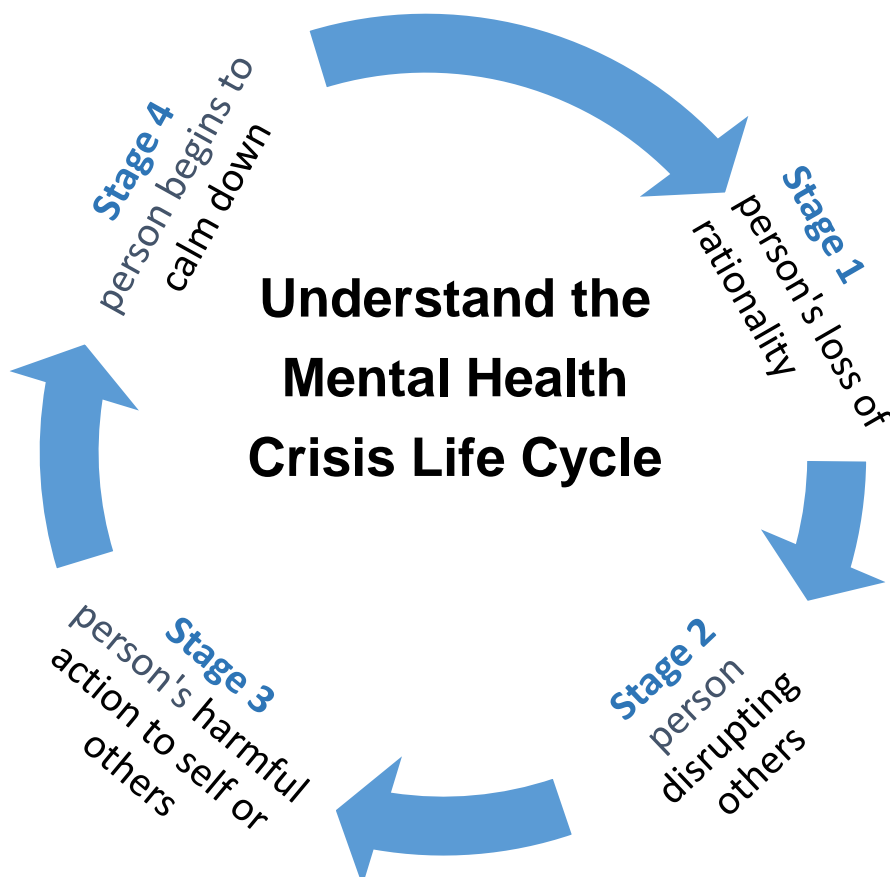 Understand the
Mental Health
Crisis Life Cycle
Stage 1
person's loss of
rationality
Stage 2
person
disrupting
others
Stage 3
person's harmful
action to self or
others
Stage 4
person begins to
calm down